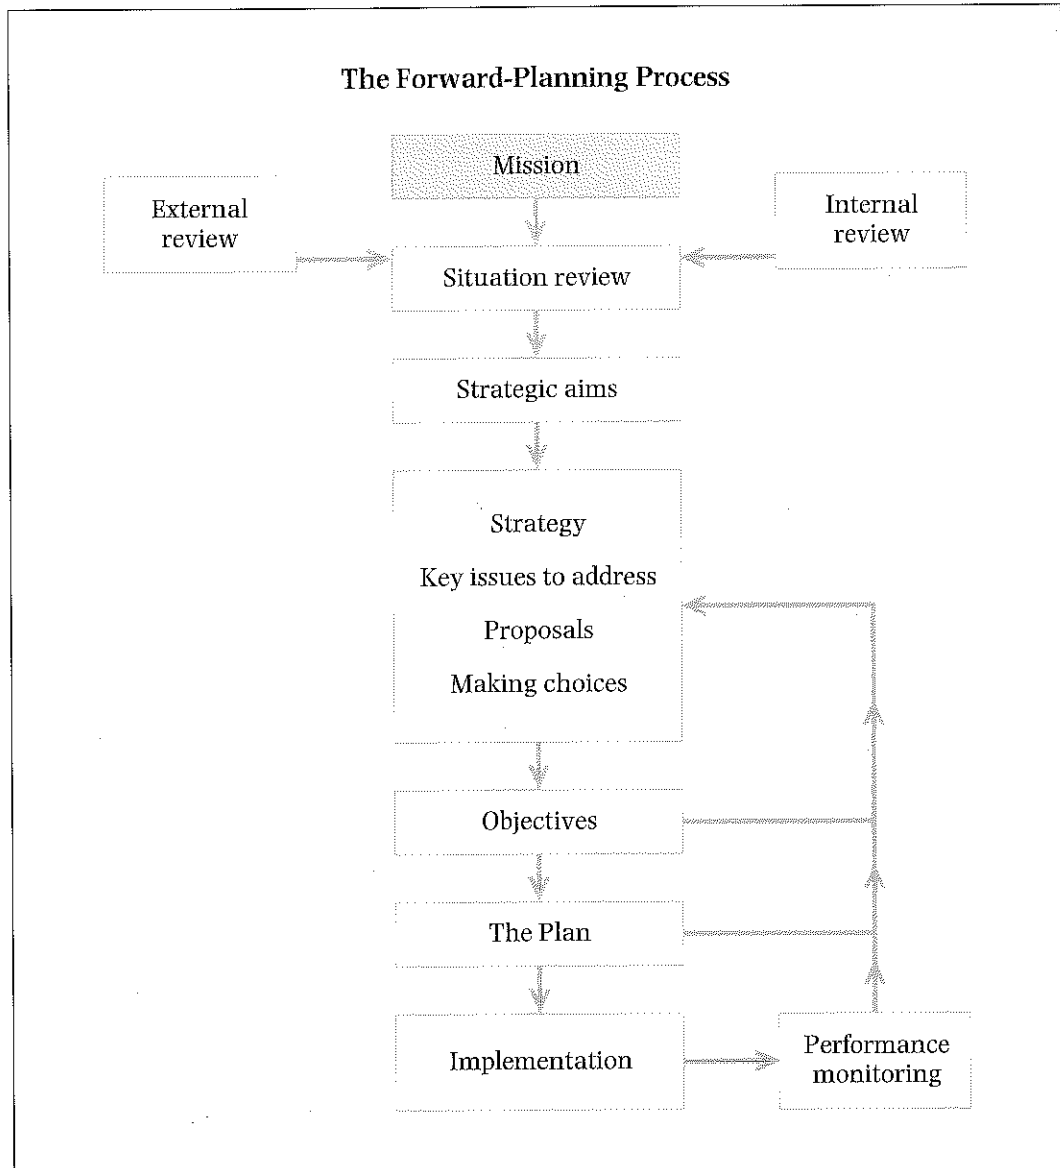 The Forward-Planning Process
Mission
External
review
Internal
review
Situation review
Strategic aims
Strategy
Key issues to address
Proposals
Making choices
Objectives
The Plan
Implementation
Performance
monitoring